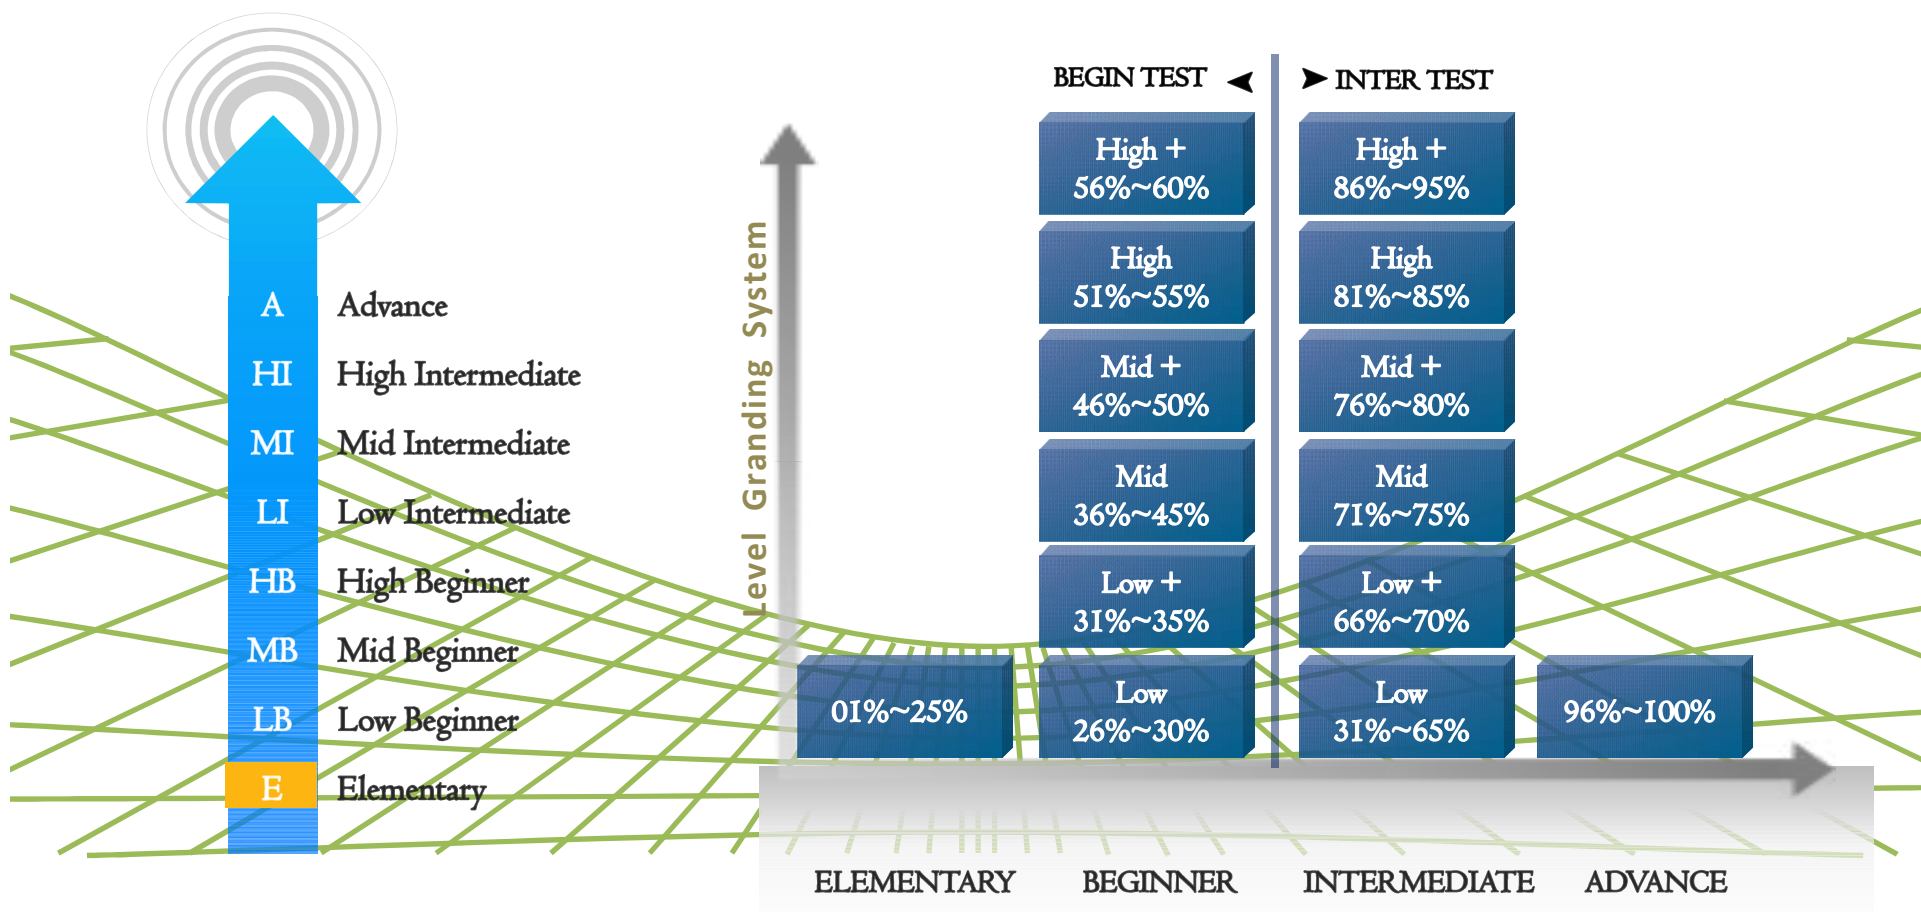 A Advance
HI High Intermediate
MI Mid Intermediate
LI Low Intermediate
HB High Beginner
MB Mid Beginner
LB Low Beginner
E Elementary
Level Granding System
BEGIN TEST
INTER TEST
High +
56%~60%
High +
86%~95%
High
51%~55%
High
81%~85%
Mid +
46%~50%
Mid +
76%~80%
Mid
36%~45%
Mid
71%~75%
Low +
31%~35%
Low +
66%~70%
01%~25%
Low
26%~30%
Low
31%~65%
96%~100%
ELEMENTARY
BEGINNER
INTERMEDIATE
ADVANCE